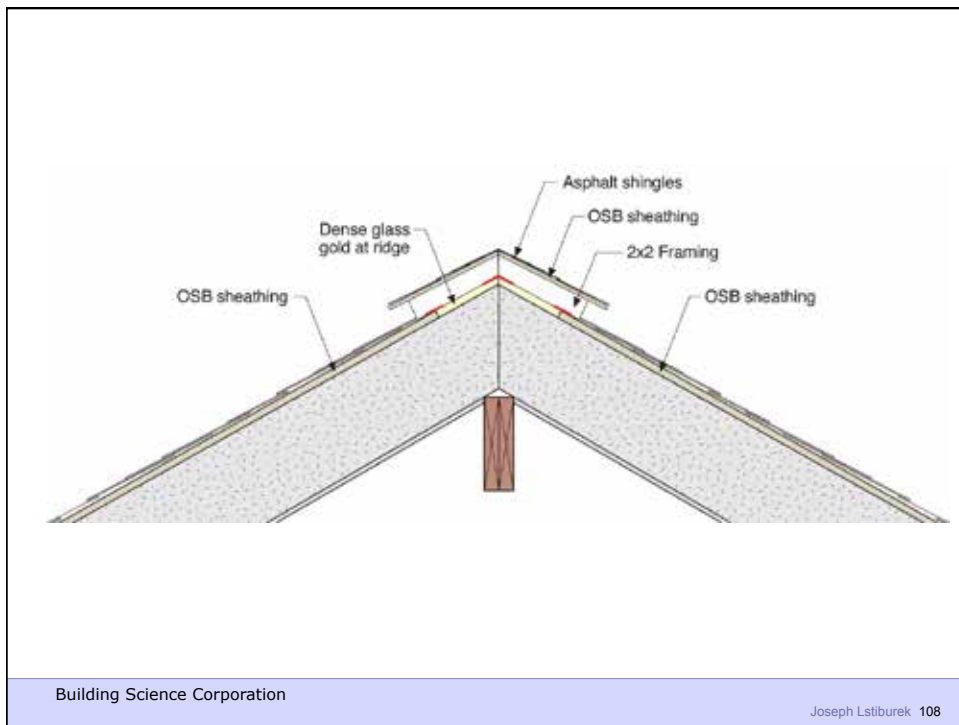 Asphalt shingles
OSB sheathing
Dense glass
gold at ridge
2x2 Framing
OSB sheathing
OSB sheathing
Building Science Corporation
Joseph Lstiburek 108